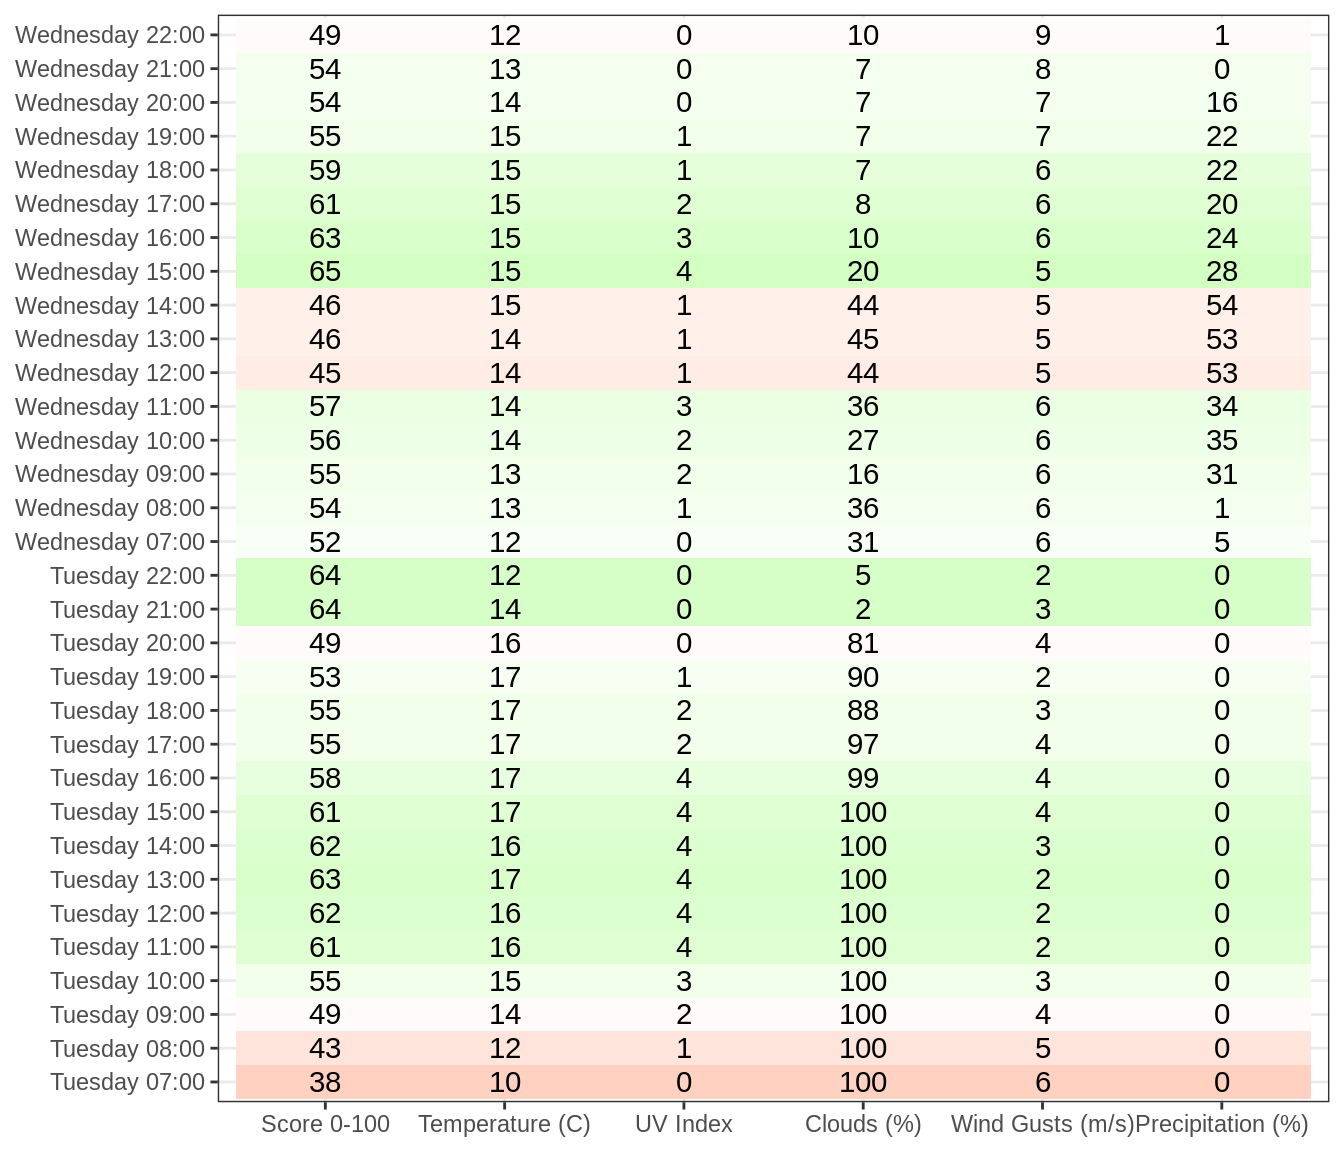 Wednesday 22:00 49 12 0 10 9 1
Wednesday 21:00 54 13 0 7 8 0
Wednesday 20:00 54 14 0 7 7 16
Wednesday 19:00 55 15 1 7 7 22
Wednesday 18:00 59 15 1 7 6 22
Wednesday 17:00 61 15 2 8 6 20
Wednesday 16:00 63 15 3 10 6 24
Wednesday 15:00 65 15 4 20 5 28
Wednesday 14:00 46 15 1 44 5 54
Wednesday 13:00 46 14 1 45 5 53
Wednesday 12:00 45 14 1 44 5 53
Wednesday 11:00 57 14 3 36 6 34
Wednesday 10:00 56 14 2 27 6 35
Wednesday 09:00 55 13 2 16 6 31
Wednesday 08:00 54 13 1 36 6 1
Wednesday 07:00 52 12 0 31 6 5
Tuesday 22:00 64 12 0 5 2 0
Tuesday 21:00 64 14 0 2 3 0
Tuesday 20:00 49 16 0 81 4 0
Tuesday 19:00 53 17 1 90 2 0
Tuesday 18:00 55 17 2 88 3 0
Tuesday 17:00 55 17 2 97 4 0
Tuesday 16:00 58 17 4 99 4 0
Tuesday 15:00 61 17 4 100 4 0
Tuesday 14:00 62 16 4 100 3 0
Tuesday 13:00 63 17 4 100 2 0
Tuesday 12:00 62 16 4 100 2 0
Tuesday 11:00 61 16 4 100 2 0
Tuesday 10:00 55 15 3 100 3 0
Tuesday 09:00 49 14 2 100 4 0
Tuesday 08:00 43 12 1 100 5 0
Tuesday 07:00 38 10 0 100 6 0
Score 0-100 Temperature (C) UV Index Clouds (%) Wind Gusts (m/s) Precipitation (%)